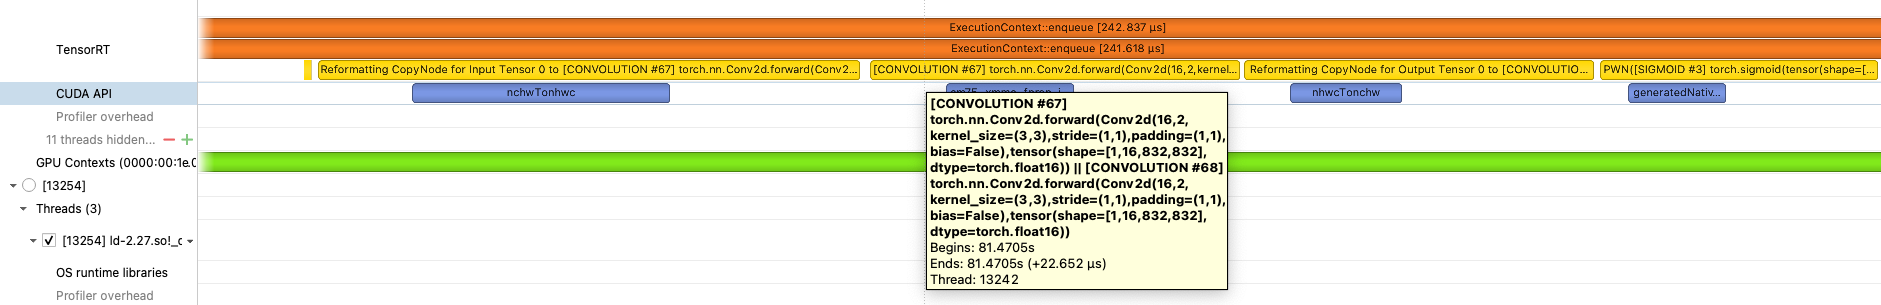 ExecutionContext::enqueue [242.837 µs]
TensorRT
ExecutionContext::enqueue [241.618 µs]
Reformatting CopyNode for Input Tensor 0 to [CONVOLUTION #67] torch.nn.Conv2d.forward(Conv2...
[CONVOLUTION #67] torch.nn.Conv2d.forward(Conv2d(16,2,kernel...
Reformatting CopyNode for Output Tensor 0 to [CONVOLUTIO...
PWN([SIGMOID #3] torch.sigmoid(tensor(shape=[...
CUDA API
nchwTonhwc
nhwcTonchw
generatedNativ...
Profiler overhead
11 threads hidden...
GPU Contexts (0000:00:1e.0
[13254]
Threads (3)
[13254] ld-2.27.so!_c
OS runtime libraries
Profiler overhead
[CONVOLUTION #67]
torch.nn.Conv2d.forward(Conv2d(16,2,
kernel_size=(3,3),stride=(1,1),padding=(1,1),
bias=False),tensor(shape=[1,16,832,832],
dtype=torch.float16)) || [CONVOLUTION #68]
torch.nn.Conv2d.forward(Conv2d(16,2,
kernel_size=(3,3),stride=(1,1),padding=(1,1),
bias=False),tensor(shape=[1,16,832,832],
dtype=torch.float16))
Begins: 81.4705s
Ends: 81.4705s (+22.652 µs)
Thread: 13242